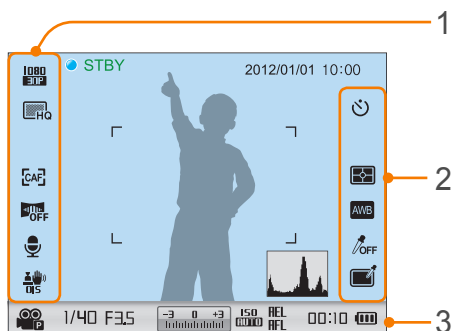 1
1080 30P
STBY
2012/01/01 10:00
HQ
CAF
2
OFF
AWB
OFF
OIS
P 1/40 F3.5 -3 0 +3 ISO AUTO AEL AFL 00:10
3